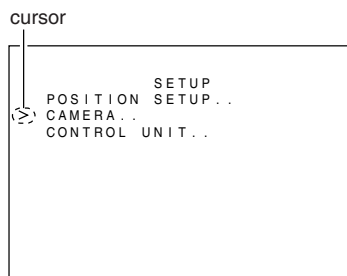 cursor
SETUP
POSITION SETUP..
> CAMERA..
CONTROL UNIT..